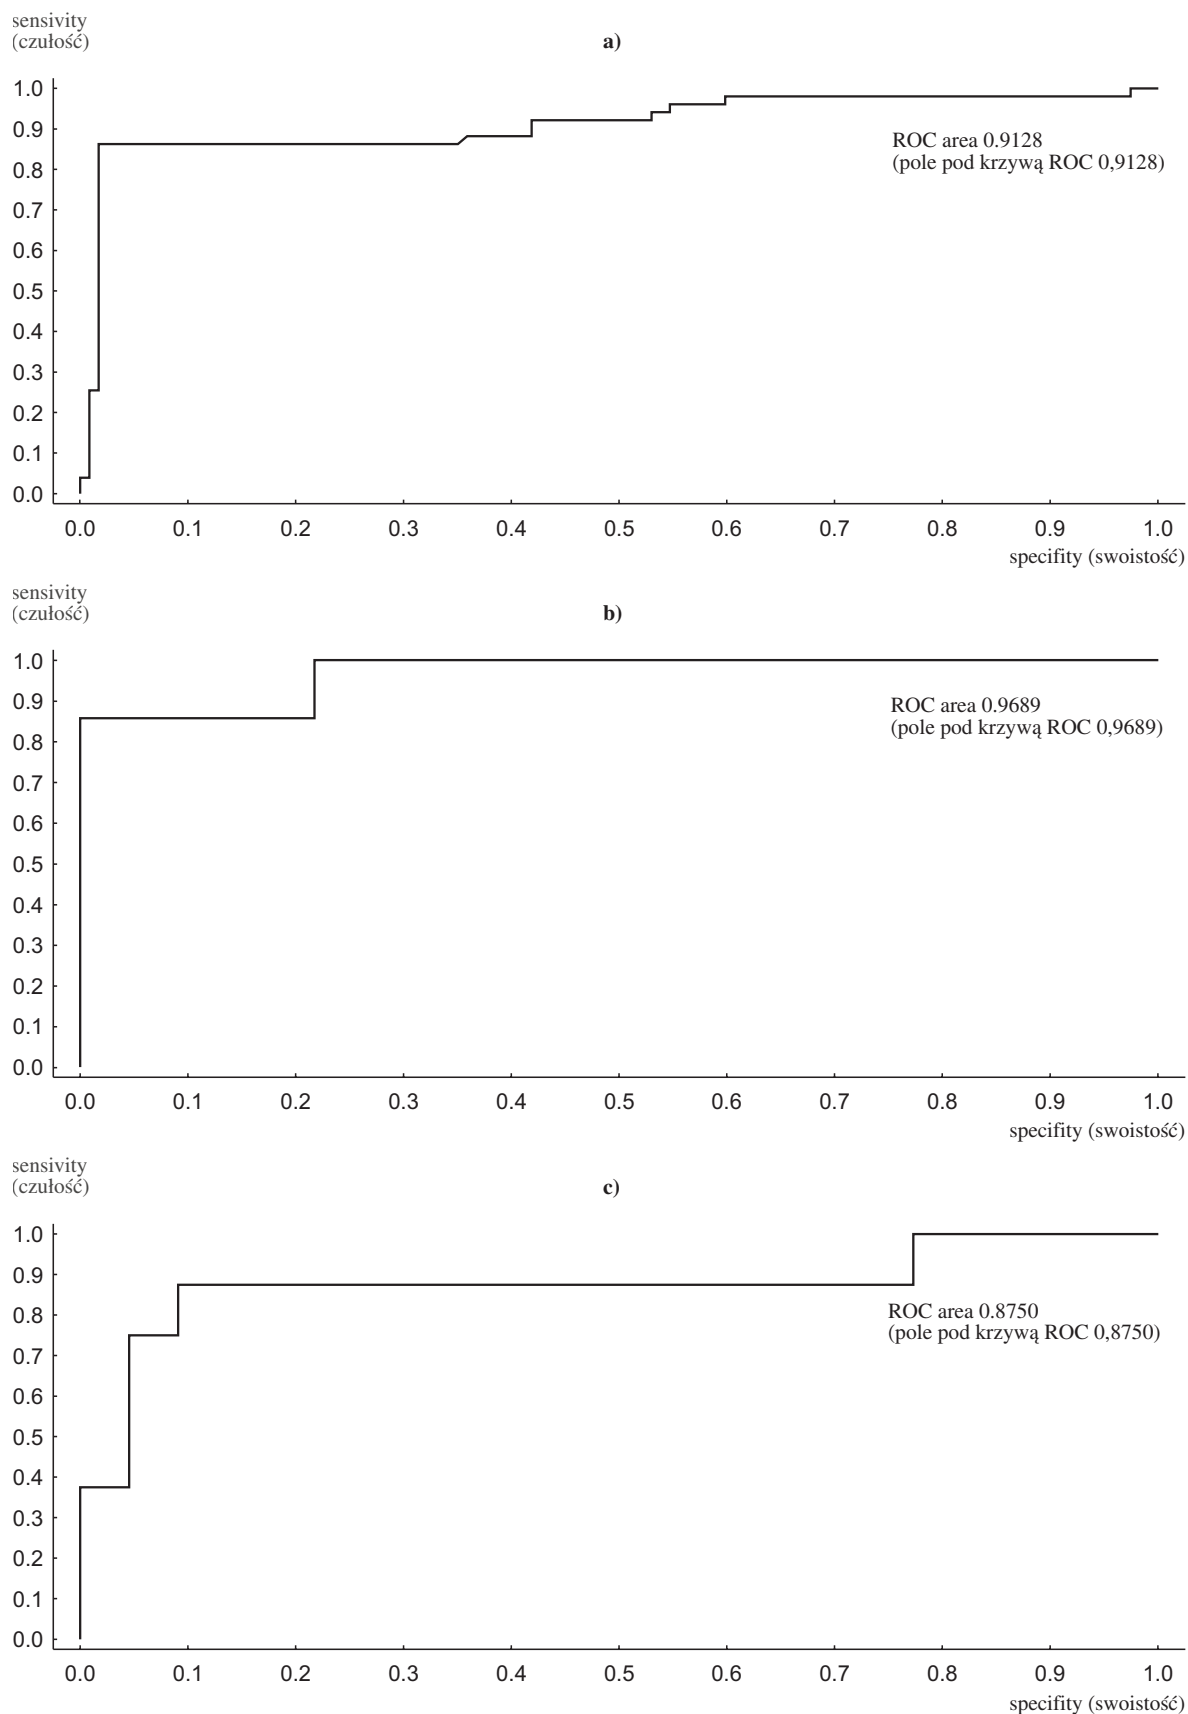 sensivity
(czułość)
a)
1.0
0.9
0.8
0.7
0.6
0.5
0.4
0.3
0.2
0.1
0.0
ROC area 0.9128
(pole pod krzywą ROC 0,9128)
0.0 0.1 0.2 0.3 0.4 0.5 0.6 0.7 0.8 0.9 1.0
specifity (swoistość)
sensivity
(czułość)
b)
1.0
0.9
0.8
0.7
0.6
0.5
0.4
0.3
0.2
0.1
0.0
ROC area 0.9689
(pole pod krzywą ROC 0,9689)
0.0 0.1 0.2 0.3 0.4 0.5 0.6 0.7 0.8 0.9 1.0
specifity (swoistość)
sensivity
(czułość)
c)
1.0
0.9
0.8
0.7
0.6
0.5
0.4
0.3
0.2
0.1
0.0
ROC area 0.8750
(pole pod krzywą ROC 0,8750)
0.0 0.1 0.2 0.3 0.4 0.5 0.6 0.7 0.8 0.9 1.0
specifity (swoistość)